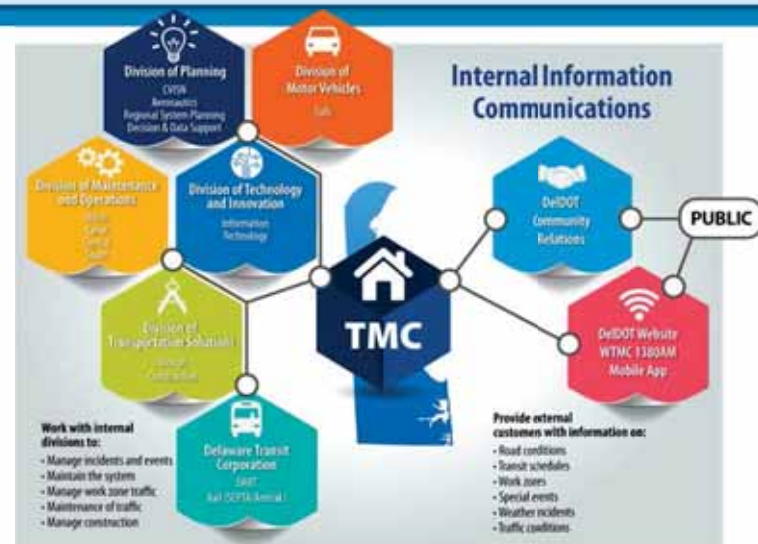 Internal Information
Communications
Division of Planning
CVISN
Aeronautics
Regional System Planning
Decision & Data Support
Division of
Motor Vehicles
Tolls
Division of Maintenance
and Operations
Division of Technology
and Innovation
Information
Technology
Division of
Transportation Solutions
Delaware Transit
Corporation
DART
Rail (SEPTA/Amtrak)
TMC
DelDOT
Community
Relations
PUBLIC
DelDOT Website
WTMC 1380AM
Mobile App
Work with internal
divisions to:
• Manage incidents and events
• Maintain the system
• Manage work zone traffic
• Maintenance of traffic
• Manage construction
Provide external
customers with information on:
• Road conditions
• Transit schedules
• Work zones
• Special events
• Weather incidents
• Traffic conditions